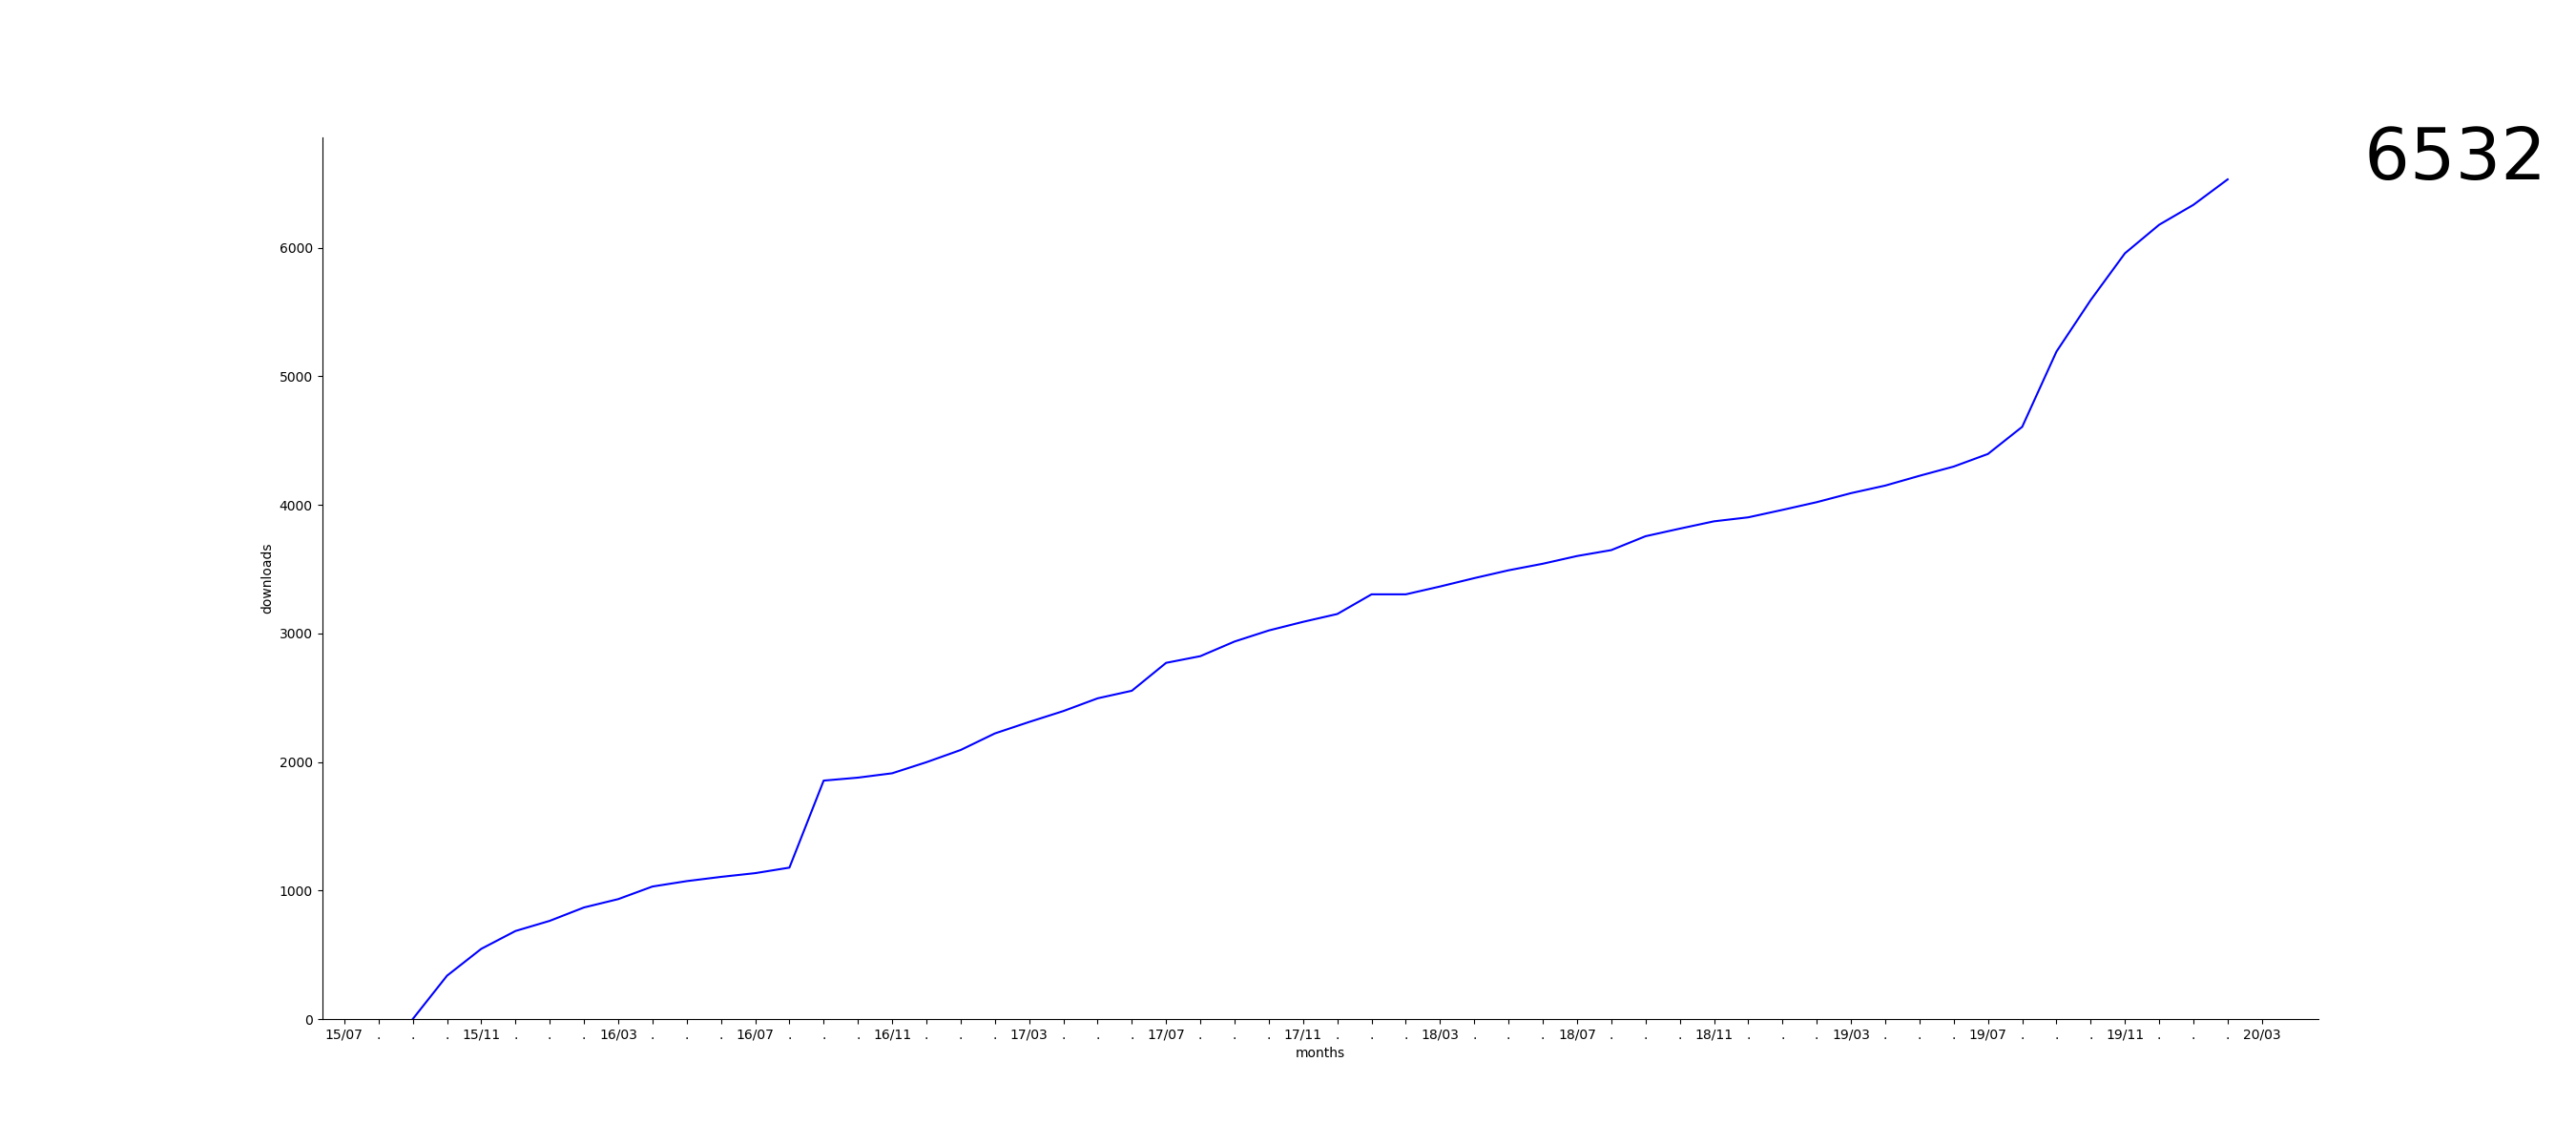 6532
6000
5000
4000
3000
2000
1000
0
downloads
15/07 . . . 15/11 . . . 16/03 . . . 16/07 . . . 16/11 . . . 17/03 . . . 17/07 . . . 17/11 . . . 18/03 . . . 18/07 . . . 18/11 . . . 19/03 . . . 19/07 . . . 19/11 . . . 20/03
months